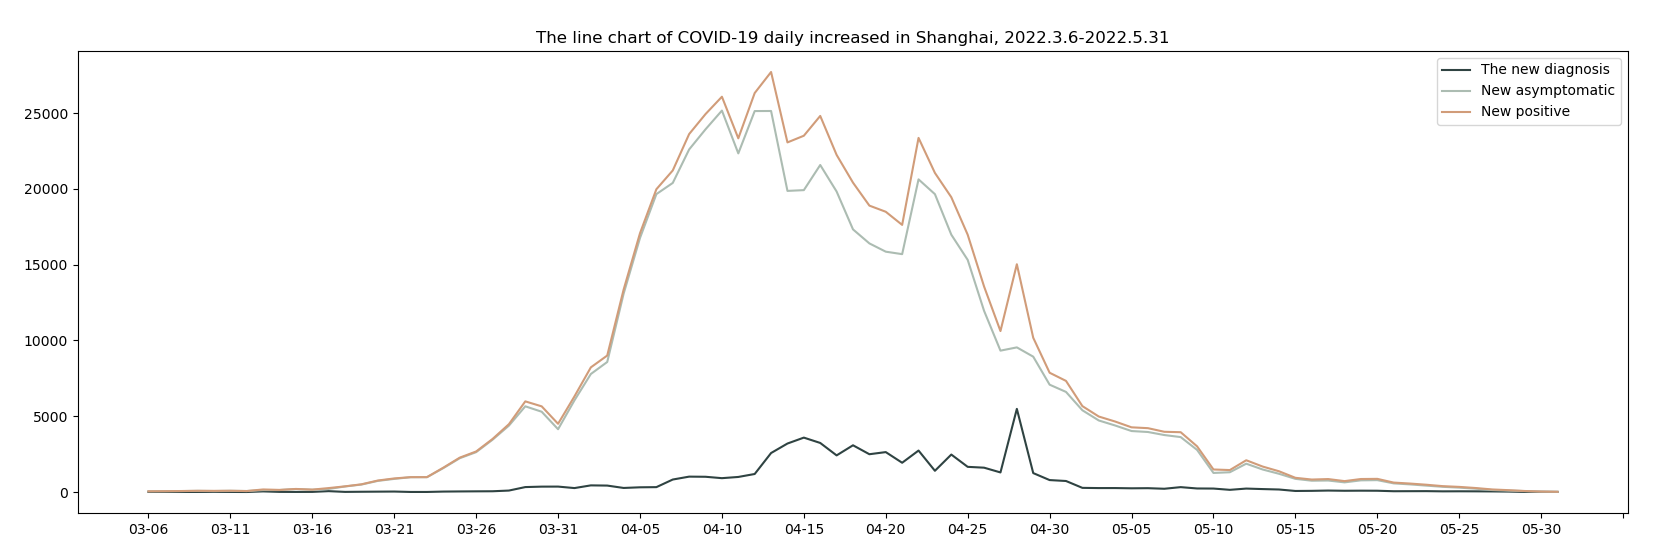 The line chart of COVID-19 daily increased in Shanghai, 2022.3.6-2022.5.31
The new diagnosis
New asymptomatic
New positive
25000
20000
15000
10000
5000
0
03-06 03-11 03-16 03-21 03-26 03-31 04-05 04-10 04-15 04-20 04-25 04-30 05-05 05-10 05-15 05-20 05-25 05-30